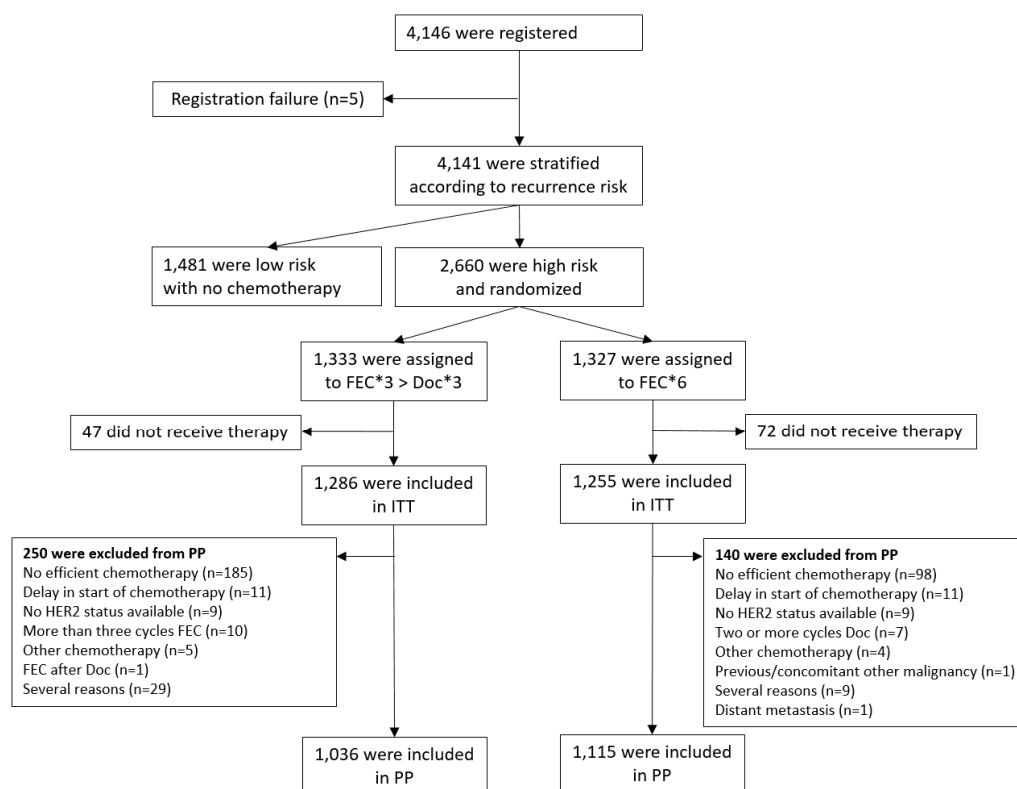 4,146 were registered
Registration failure (n=5)
4,141 were stratified
according to recurrence risk
1,481 were low risk
with no chemotherapy
2,660 were high risk
and randomized
1,333 were assigned
to FEC*3 > Doc*3
1,327 were assigned
to FEC*6
47 did not receive therapy
72 did not receive therapy
1,286 were included
in ITT
1,255 were included
in ITT
250 were excluded from PP
No efficient chemotherapy (n=185)
Delay in start of chemotherapy (n=11)
No HER2 status available (n=9)
More than three cycles FEC (n=10)
Other chemotherapy (n=5)
FEC after Doc (n=1)
Several reasons (n=29)
140 were excluded from PP
No efficient chemotherapy (n=98)
Delay in start of chemotherapy (n=11)
No HER2 status available (n=9)
Two or more cycles Doc (n=7)
Other chemotherapy (n=4)
Previous/concomitant other malignancy (n=1)
Several reasons (n=9)
Distant metastasis (n=1)
1,036 were included
in PP
1,115 were included
in PP